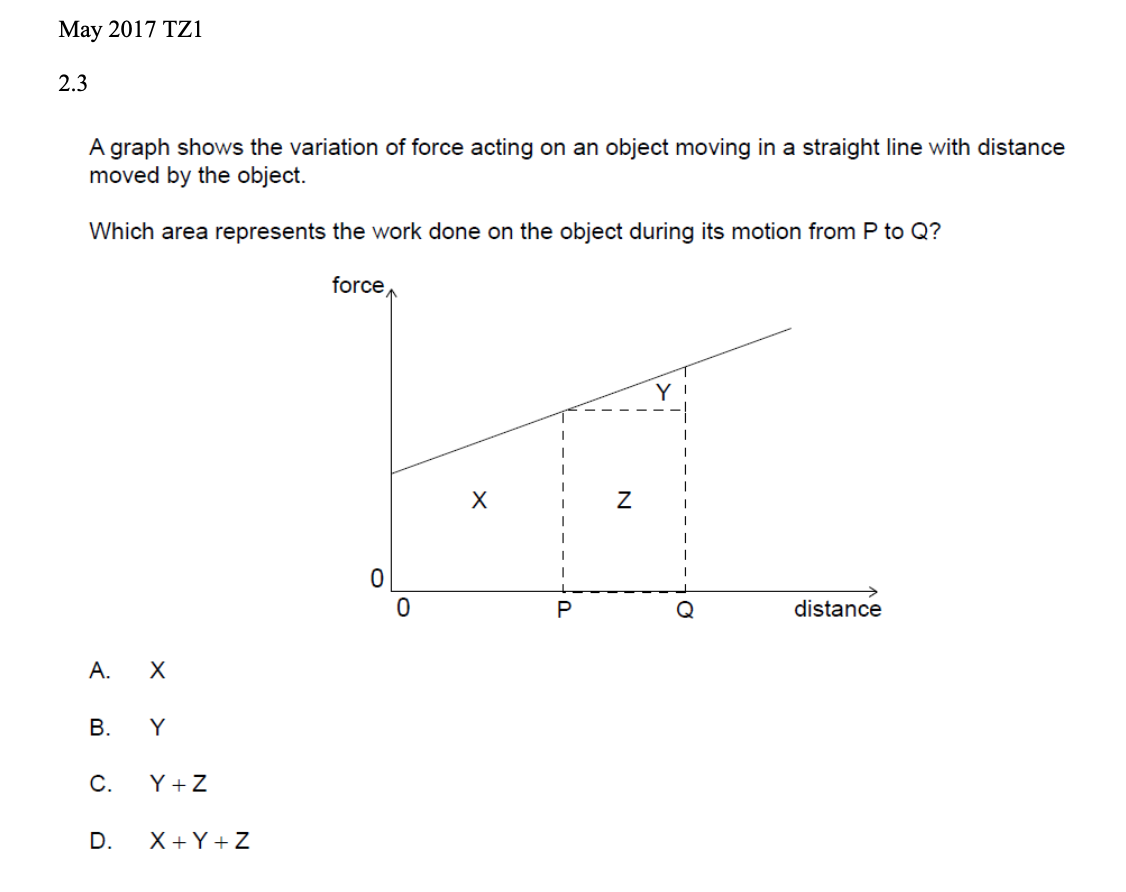 May 2017 TZ1
2.3
A graph shows the variation of force acting on an object moving in a straight line with distance
moved by the object.
Which area represents the work done on the object during its motion from P to Q?
force
Y
X
Z
0
0
P
Q
distance
A. X
B. Y
C. Y + Z
D. X + Y + Z